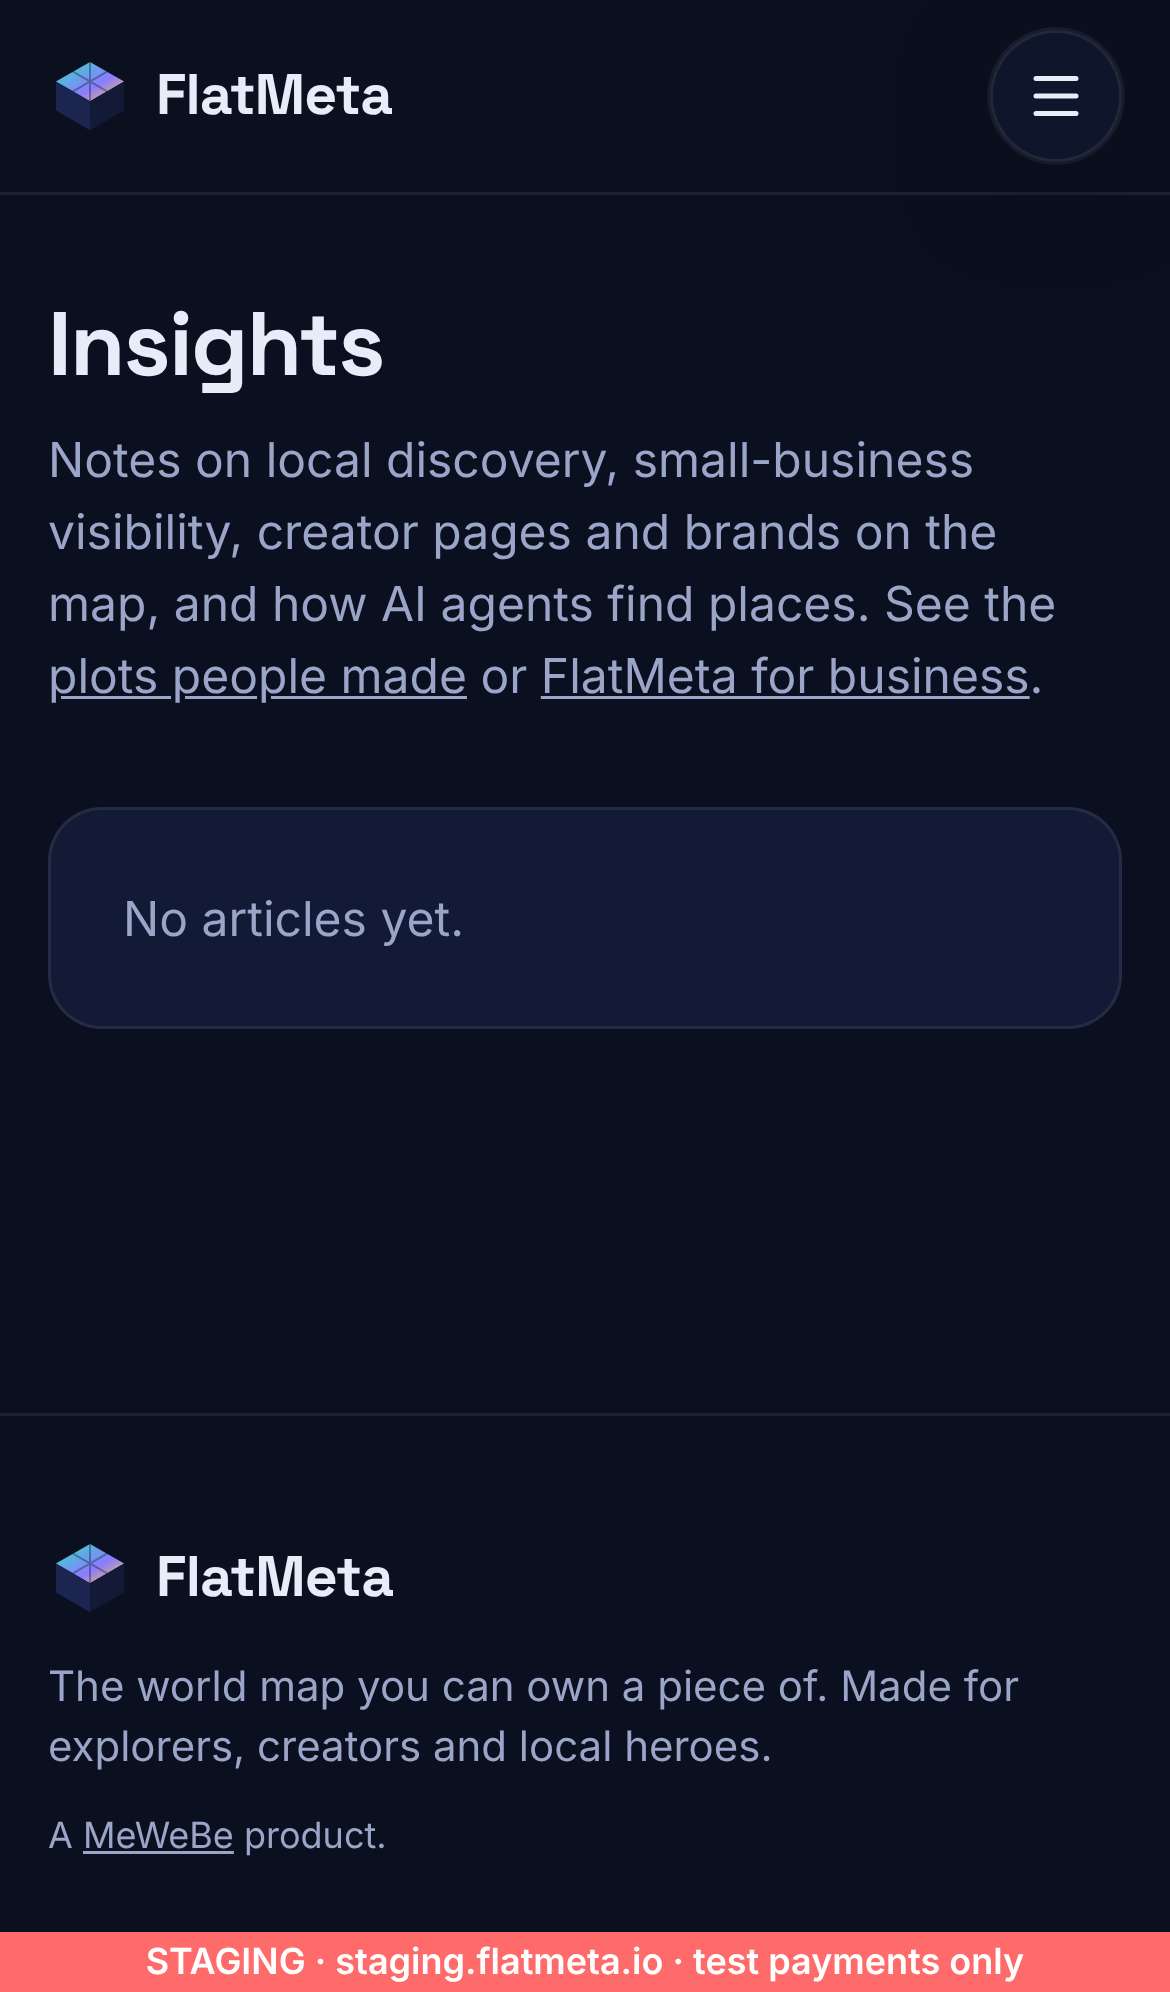 FlatMeta
Insights
Notes on local discovery, small-business
visibility, creator pages and brands on the
map, and how AI agents find places. See the
plots people made or FlatMeta for business.
No articles yet.
FlatMeta
The world map you can own a piece of. Made for
explorers, creators and local heroes.
A MeWeBe product.
STAGING · staging.flatmeta.io · test payments only